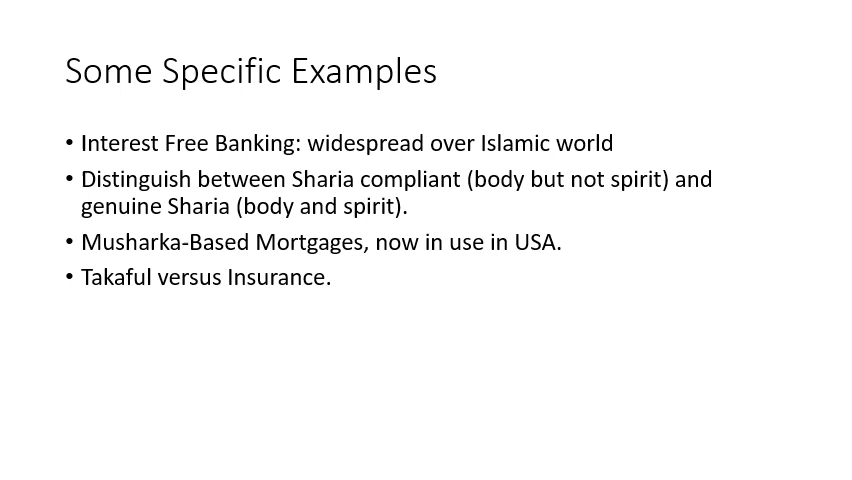 Some Specific Examples
• Interest Free Banking: widespread over Islamic world
• Distinguish between Sharia compliant (body but not spirit) and
genuine Sharia (body and spirit).
• Musharka-Based Mortgages, now in use in USA.
• Takaful versus Insurance.